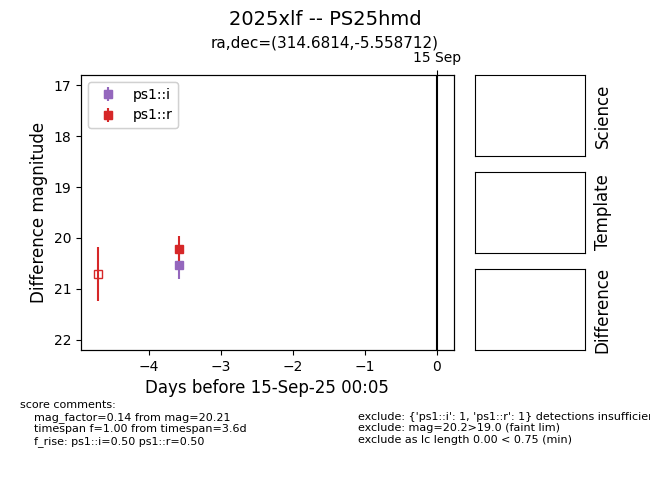 2025xlf -- PS25hmd
ra,dec=(314.6814,-5.558712)
15 Sep
ps1::i
ps1::r
17
18
19
20
21
22
Difference magnitude
−4
−3
−2
−1
0
Days before 15-Sep-25 00:05
Science
Template
Difference
score comments:
mag_factor=0.14 from mag=20.21
timespan f=1.00 from timespan=3.6d
f_rise: ps1::i=0.50 ps1::r=0.50
exclude: {'ps1::i': 1, 'ps1::r': 1} detections insufficie
exclude: mag=20.2>19.0 (faint lim)
exclude as lc length 0.00 < 0.75 (min)